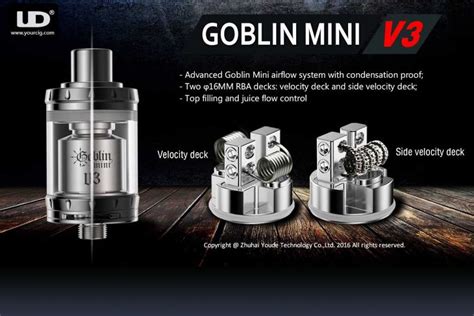 UD
www.yourcig.com
GOBLIN MINI V3
- Advanced Goblin Mini airflow system with condensation proof;
- Two φ16MM RBA decks: velocity deck and side velocity deck;
- Top filling and juice flow control
Velocity deck
Side velocity deck
Goblin
mini
V3
Copyright @ Zhuhai Youde Technology Co.,Ltd. 2016 All rights reserved.